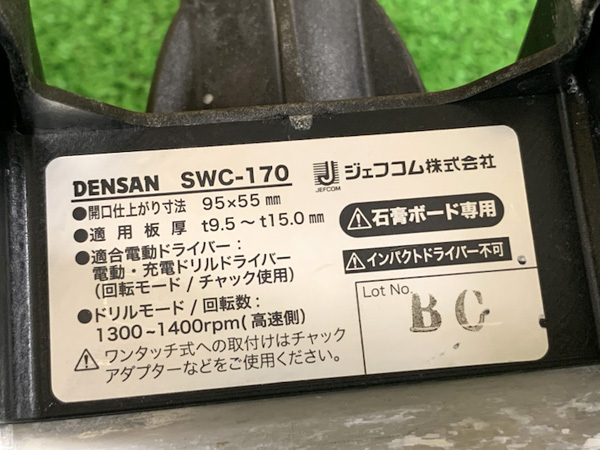 DENSAN SWC-170
JEFCOM ジェフコム株式会社
●開口仕上がり寸法 95×55 mm
●適用板厚 t9.5～t15.0 mm
●適合電動ドライバー：
電動・充電ドリルドライバー
(回転モード / チャック使用)
●ドリルモード / 回転数：
1300～1400rpm(高速側)
ワンタッチ式への取付けはチャック
アダプターなどをご使用ください。
石膏ボード専用
インパクトドライバー不可
Lot No.
BC